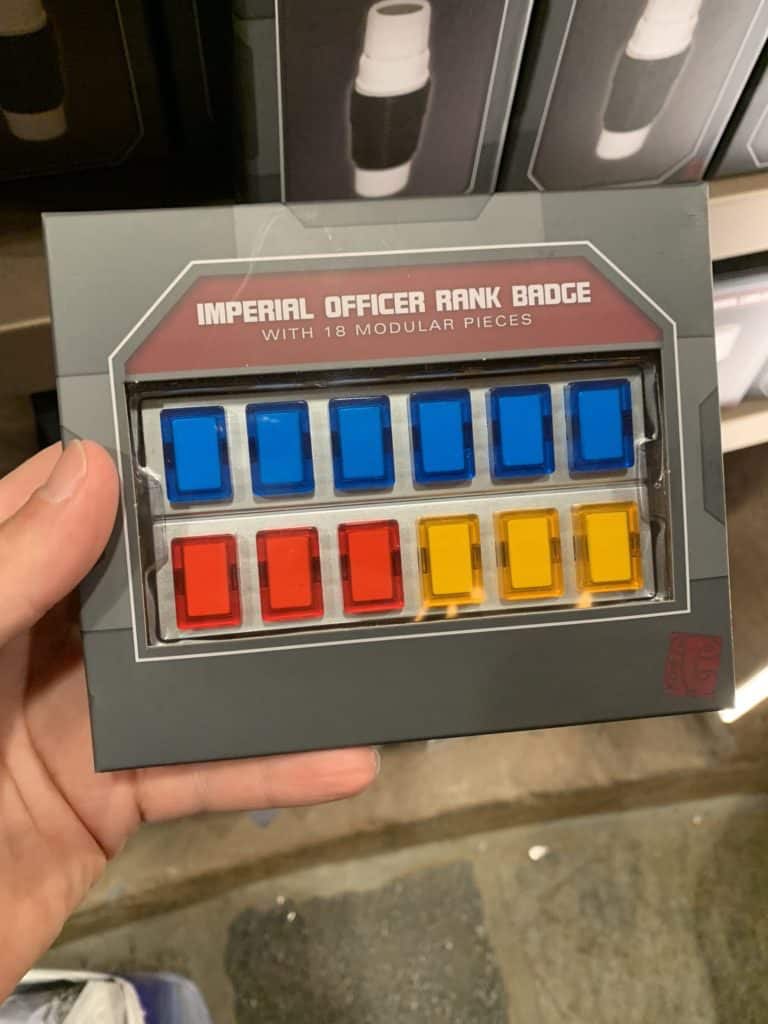 IMPERIAL OFFICER RANK BADGE
WITH 18 MODULAR PIECES